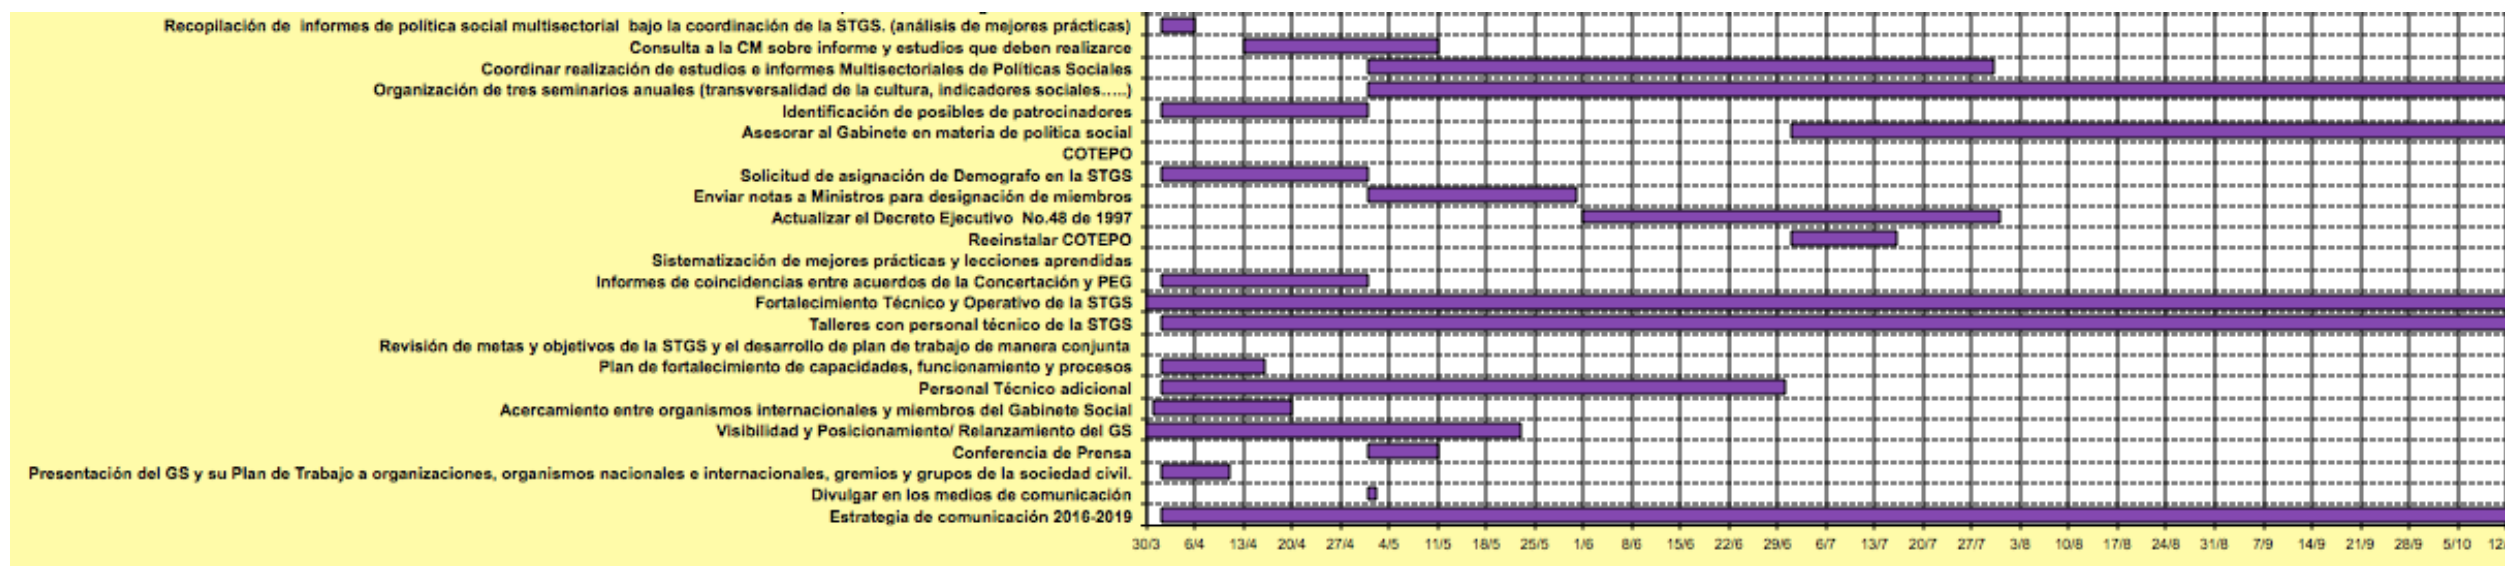 Recopilación de informes de política social multisectorial bajo la coordinación de la STGS. (análisis de mejores prácticas)
Consulta a la CM sobre informe y estudios que deben realizarce
Coordinar realización de estudios e informes Multisectoriales de Políticas Sociales
Organización de tres seminarios anuales (transversalidad de la cultura, indicadores sociales.....)
Identificación de posibles de patrocinadores
Asesorar al Gabinete en materia de política social
COTEPO
Solicitud de asignación de Demografo en la STGS
Enviar notas a Ministros para designación de miembros
Actualizar el Decreto Ejecutivo No.48 de 1997
Reeinstalar COTEPO
Sistematización de mejores prácticas y lecciones aprendidas
Informes de coincidencias entre acuerdos de la Concertación y PEG
Fortalecimiento Técnico y Operativo de la STGS
Talleres con personal técnico de la STGS
Revisión de metas y objetivos de la STGS y el desarrollo de plan de trabajo de manera conjunta
Plan de fortalecimiento de capacidades, funcionamiento y procesos
Personal Técnico adicional
Acercamiento entre organismos internacionales y miembros del Gabinete Social
Visibilidad y Posicionamiento/ Relanzamiento del GS
Conferencia de Prensa
Presentación del GS y su Plan de Trabajo a organizaciones, organismos nacionales e internacionales, gremios y grupos de la sociedad civil.
Divulgar en los medios de comunicación
Estrategia de comunicación 2016-2019
30/3 6/4 13/4 20/4 27/4 4/5 11/5 18/5 25/5 1/6 8/6 15/6 22/6 29/6 6/7 13/7 20/7 27/7 3/8 10/8 17/8 24/8 31/8 7/9 14/9 21/9 28/9 5/10